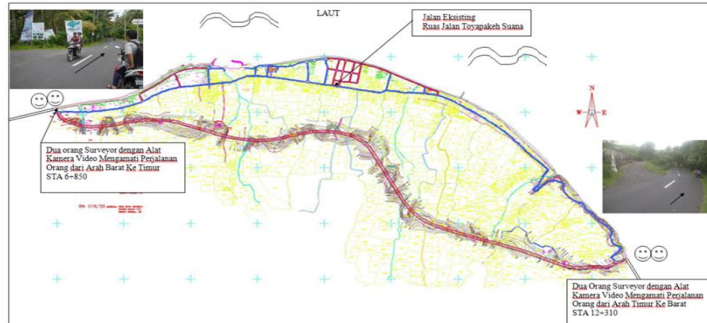 LAUT
Jalan Eksisting
Ruas Jalan Toyapakeh Suana
N
W E
Dua orang Surveyor dengan Alat
Kamera Video Mengamati Perjalanan
Orang dari Arah Barat Ke Timur
STA 6+850
Dua Orang Surveyor dengan Alat
Kamera Video Mengamati Perjalanan
Orang dari Arah Timur Ke Barat
STA 12+310